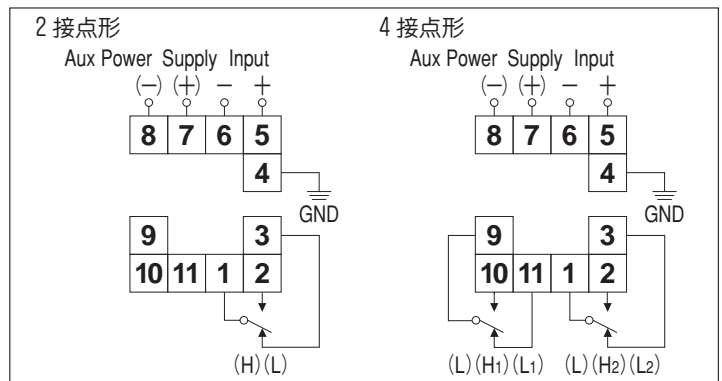 2 接点形
Aux Power Supply Input
(−) (+) − +
8 7 6 5
4
GND
9 3
10 11 1 2
(H)(L)
4 接点形
Aux Power Supply Input
(−) (+) − +
8 7 6 5
4
GND
9 3
10 11 1 2
(L)(H1)(L1) (L)(H2)(L2)